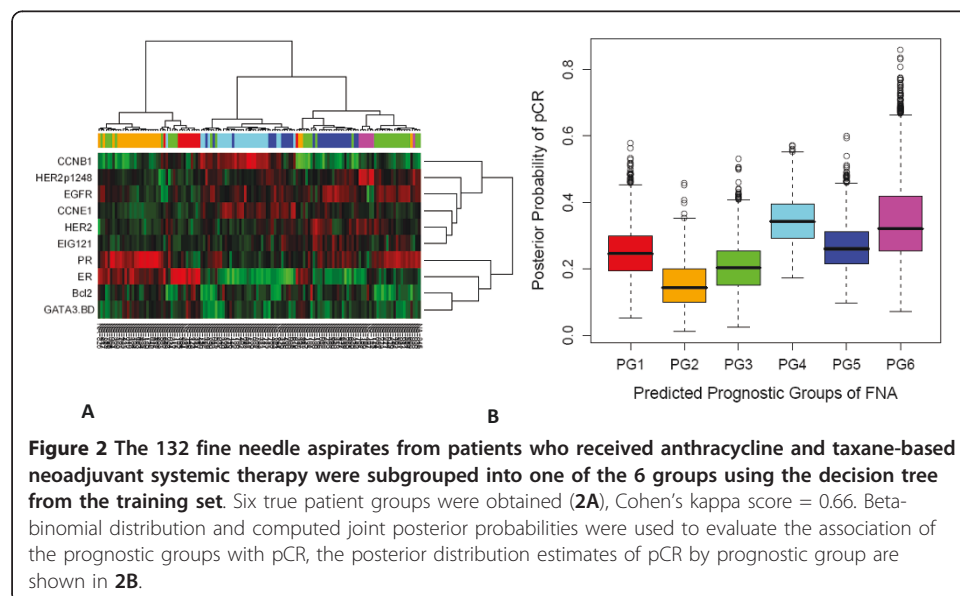 CCNB1
HER2p1248
EGFR
CCNE1
HER2
EIG121
PR
ER
Bcl2
GATA3.BD
A
Posterior Probability of pCR
0.8
0.6
0.4
0.2
0.0
PG1 PG2 PG3 PG4 PG5 PG6
Predicted Prognostic Groups of FNA
B
Figure 2 The 132 fine needle aspirates from patients who received anthracycline and taxane-based
neoadjuvant systemic therapy were subgrouped into one of the 6 groups using the decision tree
from the training set. Six true patient groups were obtained (2A), Cohen's kappa score = 0.66. Beta-
binomial distribution and computed joint posterior probabilities were used to evaluate the association of
the prognostic groups with pCR, the posterior distribution estimates of pCR by prognostic group are
shown in 2B.